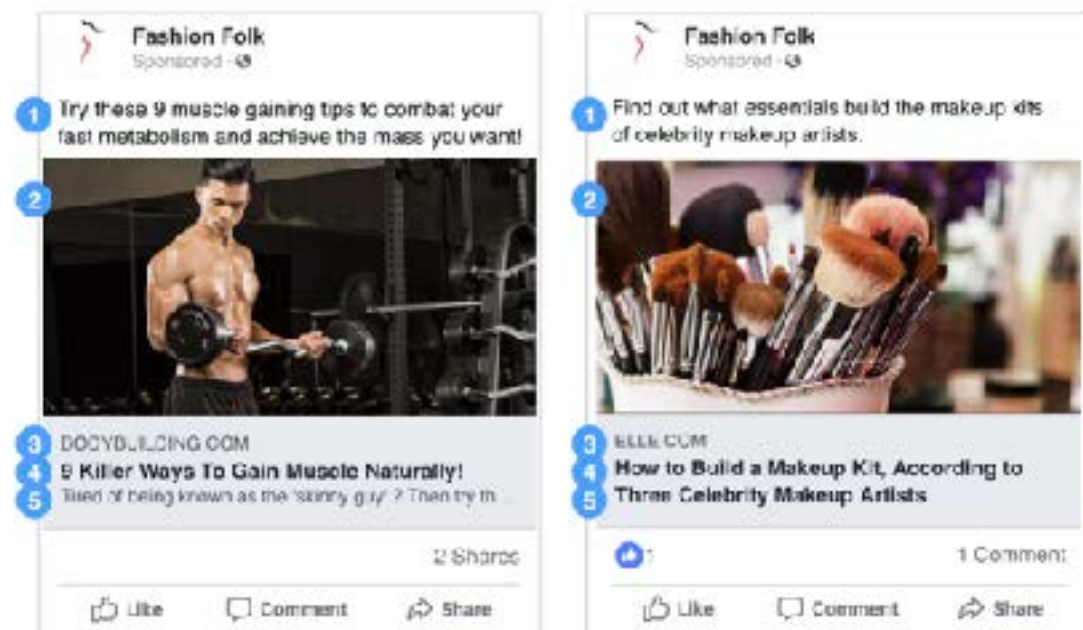 Fashion Folk
Sponsored ·
1 Try these 9 muscle gaining tips to combat your
fast metabolism and achieve the mass you want!
2
3 BODYBUILDING.COM
4 9 Killer Ways To Gain Muscle Naturally!
5 Tired of being known as the 'skinny guy'? Then try th...
2 Shares
Like Comment Share
Fashion Folk
Sponsored ·
1 Find out what essentials build the makeup kits
of celebrity makeup artists.
2
3 ELLE.COM
4 How to Build a Makeup Kit, According to
5 Three Celebrity Makeup Artists
1 1 Comment
Like Comment Share